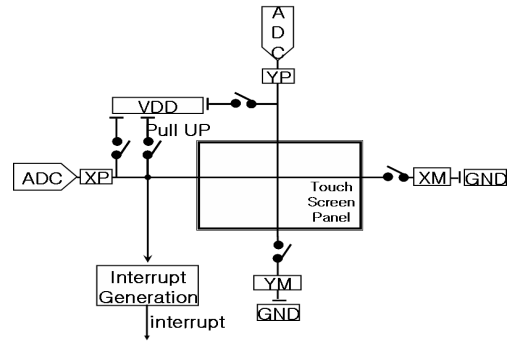 A
D
C
YP
VDD
Pull UP
ADC
XP
Touch
Screen
Panel
XM
GND
Interrupt
Generation
YM
GND
interrupt